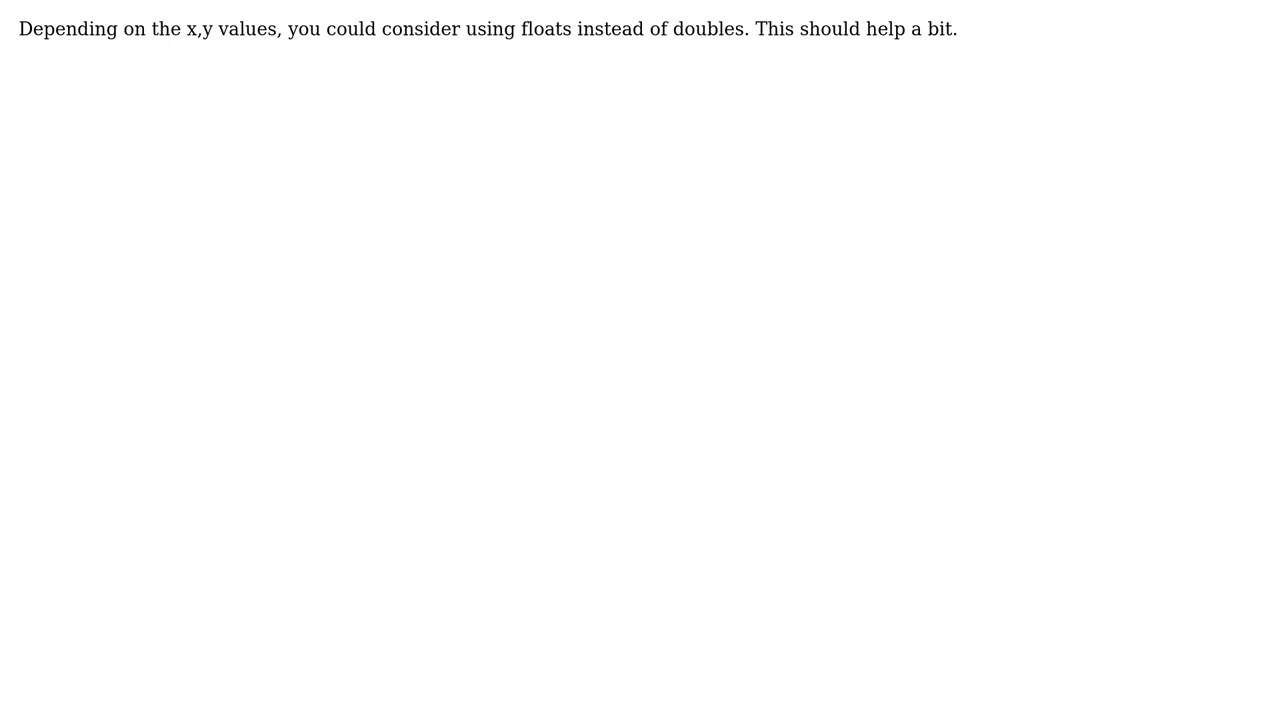 Depending on the x,y values, you could consider using floats instead of doubles. This should help a bit.